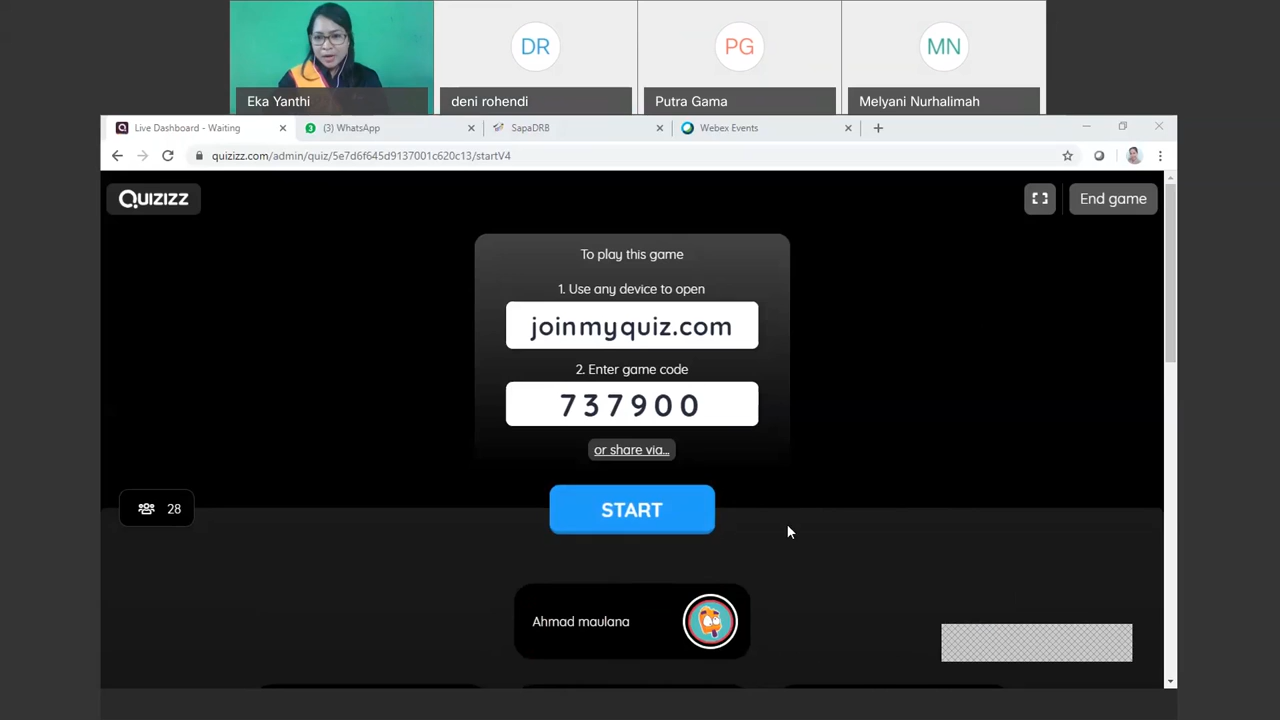 DR
PG
MN
Eka Yanthi
deni rohendi
Putra Gama
Melyani Nurhalimah
Live Dashboard - Waiting
(3) WhatsApp
SapaDRB
Webex Events
quizizz.com/admin/quiz/5e7d6f645d9137001c620c13/startV4
QUIZIZZ
End game
To play this game
1. Use any device to open
joinmyquiz.com
2. Enter game code
737900
or share via...
28
START
Ahmad maulana